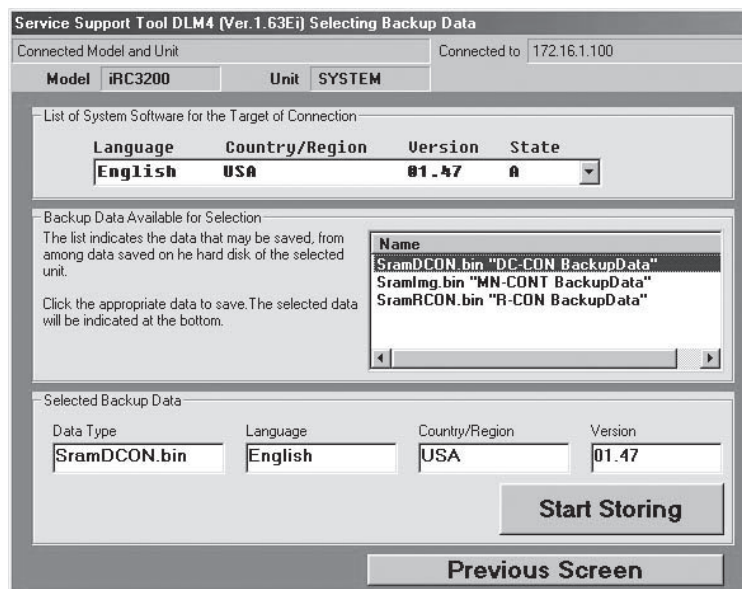 Service Support Tool DLM4 (Ver.1.63Ei) Selecting Backup Data
Connected Model and Unit
Connected to 172.16.1.100
Model iRC3200 Unit SYSTEM
List of System Software for the Target of Connection
Language Country/Region Version State
English USA 01.47 A
Backup Data Available for Selection
The list indicates the data that may be saved, from
among data saved on he hard disk of the selected
unit.
Click the appropriate data to save.The selected data
will be indicated at the bottom.
Name
SramDCON.bin "DC-CON BackupData"
SramImg.bin "MN-CONT BackupData"
SramRCON.bin "R-CON BackupData"
Selected Backup Data
Data Type Language Country/Region Version
SramDCON.bin English USA 01.47
Start Storing
Previous Screen